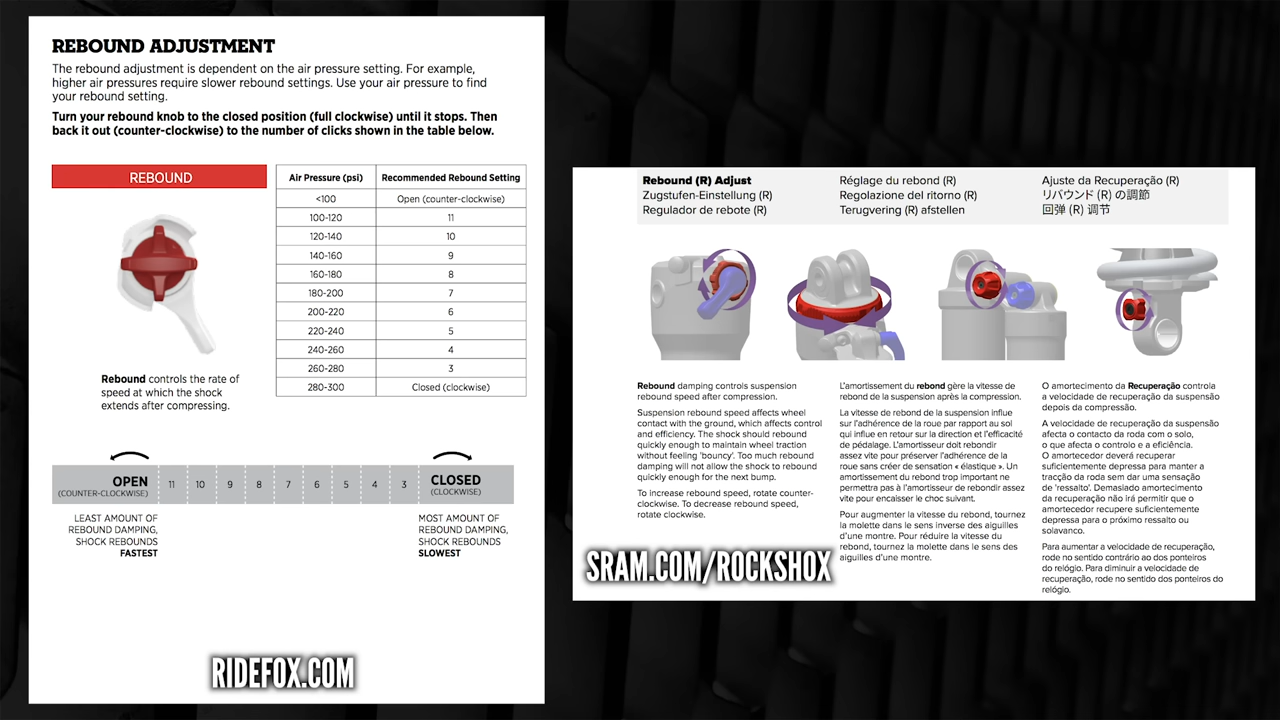 REBOUND ADJUSTMENT
The rebound adjustment is dependent on the air pressure setting. For example,
higher air pressures require slower rebound settings. Use your air pressure to find
your rebound setting.
Turn your rebound knob to the closed position (full clockwise) until it stops. Then
back it out (counter-clockwise) to the number of clicks shown in the table below.
REBOUND
Air Pressure (psi) Recommended Rebound Setting
<100 Open (counter-clockwise)
100-120 11
120-140 10
140-160 9
160-180 8
180-200 7
200-220 6
220-240 5
240-260 4
260-280 3
280-300 Closed (clockwise)
Rebound controls the rate of
speed at which the shock
extends after compressing.
OPEN
(COUNTER-CLOCKWISE)
11 10 9 8 7 6 5 4 3
CLOSED
(CLOCKWISE)
LEAST AMOUNT OF
REBOUND DAMPING,
SHOCK REBOUNDS
FASTEST
MOST AMOUNT OF
REBOUND DAMPING,
SHOCK REBOUNDS
SLOWEST
RIDEFOX.COM
Rebound (R) Adjust
Zugstufen-Einstellung (R)
Regulador de rebote (R)
Réglage du rebond (R)
Regolazione del ritorno (R)
Terugvering (R) afstellen
Ajuste da Recuperação (R)
リバウンド (R) の調節
回弹 (R) 调节
Rebound damping controls suspension
rebound speed after compression.
Suspension rebound speed affects wheel
contact with the ground, which affects control
and efficiency. The shock should rebound
quickly enough to maintain wheel traction
without feeling 'bouncy'. Too much rebound
damping will not allow the shock to rebound
quickly enough for the next bump.
To increase rebound speed, rotate counter-
clockwise. To decrease rebound speed,
rotate clockwise.
L'amortissement du rebond gère la vitesse de
rebond de la suspension après la compression.
La vitesse de rebond de la suspension influe
sur l'adhérence de la roue par rapport au sol
qui influe en retour sur la direction et l'efficacité
de pédalage. L'amortisseur doit rebondir
assez vite pour préserver l'adhérence de la
roue sans créer de sensation « élastique ». Un
amortissement du rebond trop important ne
permettra pas à l'amortisseur de rebondir assez
vite pour encaisser le choc suivant.
Pour augmenter la vitesse du rebond, tournez
la molette dans le sens inverse des aiguilles
d'une montre. Pour réduire la vitesse du
rebond, tournez la molette dans le sens des
aiguilles d'une montre.
O amortecimento da Recuperação controla
a velocidade de recuperação da suspensão
depois da compressão.
A velocidade de recuperação da suspensão
afecta o contacto da roda com o solo,
o que afecta o controlo e a eficiência.
O amortecedor deverá recuperar
suficientemente depressa para manter a
tracção da roda sem dar uma sensação
de 'ressalto'. Demasiado amortecimento
da recuperação não irá permitir que o
amortecedor recupere suficientemente
depressa para o próximo ressalto ou
solavanco.
Para aumentar a velocidade de recuperação,
rode no sentido contrário ao dos ponteiros
do relógio. Para diminuir a velocidade de
recuperação, rode no sentido dos ponteiros do
relógio.
SRAM.COM/ROCKSHOX